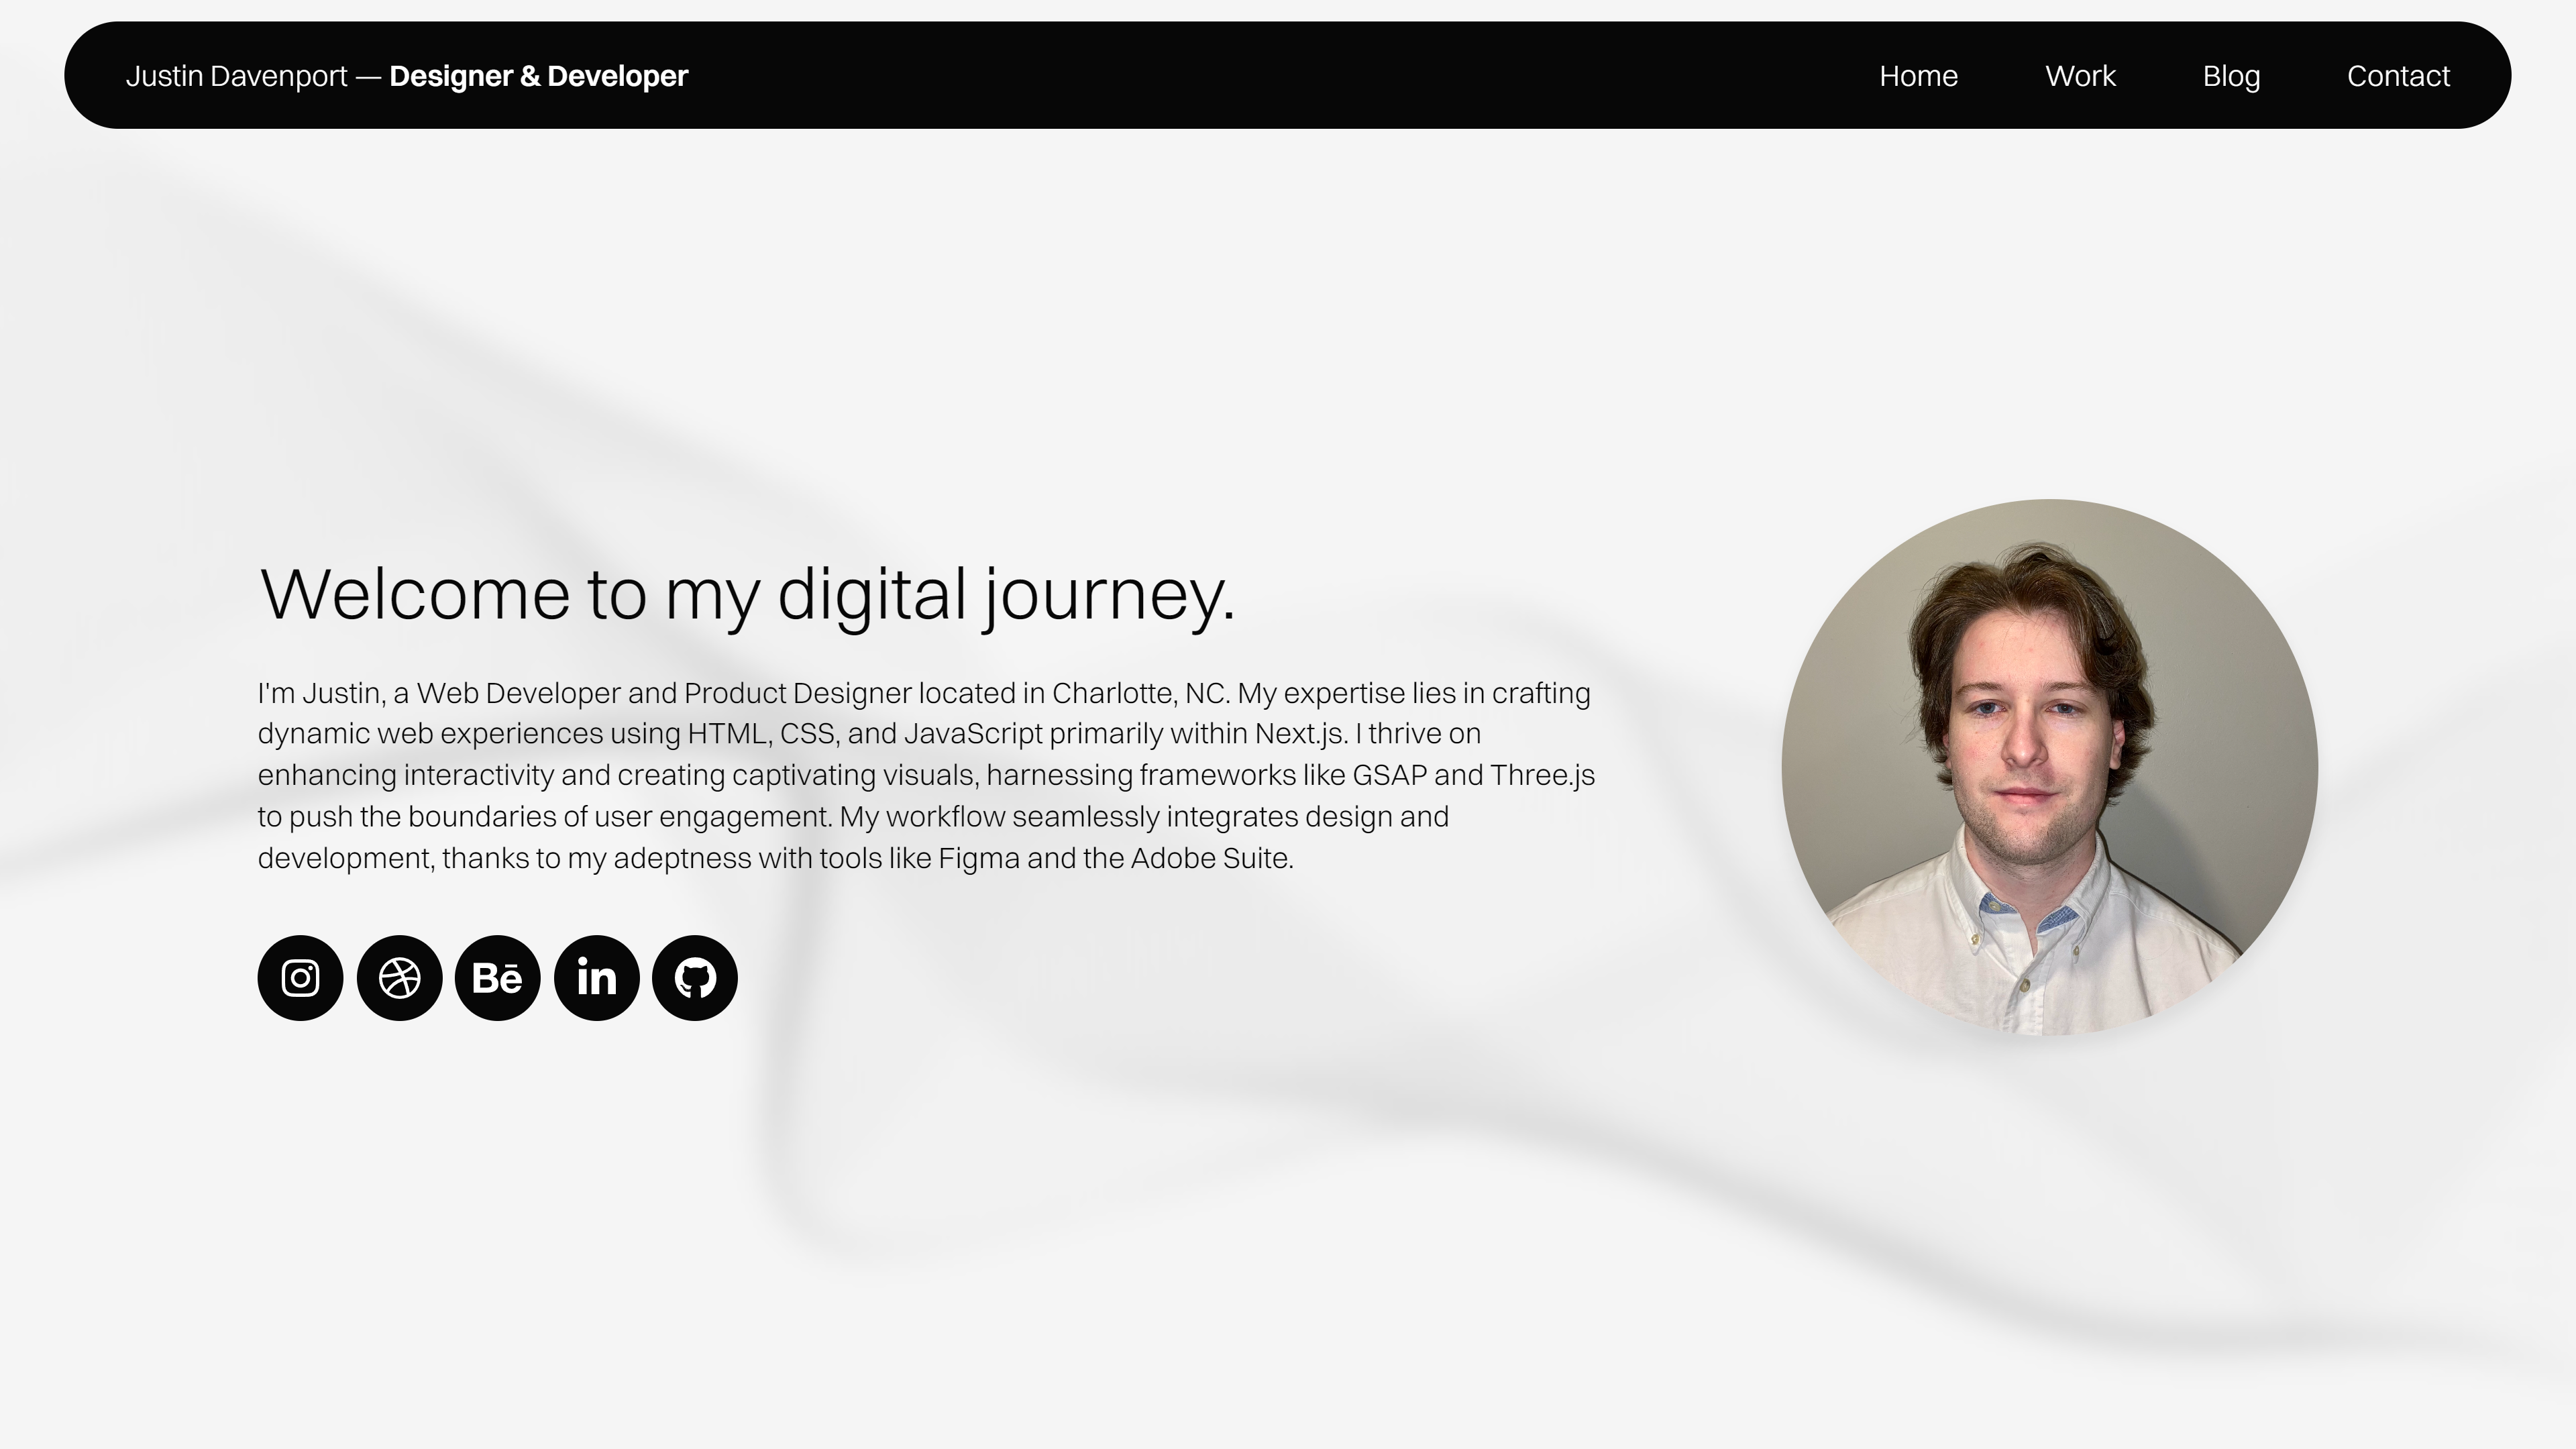 Justin Davenport — Designer & Developer
Home
Work
Blog
Contact
Welcome to my digital journey.
I'm Justin, a Web Developer and Product Designer located in Charlotte, NC. My expertise lies in crafting
dynamic web experiences using HTML, CSS, and JavaScript primarily within Next.js. I thrive on
enhancing interactivity and creating captivating visuals, harnessing frameworks like GSAP and Three.js
to push the boundaries of user engagement. My workflow seamlessly integrates design and
development, thanks to my adeptness with tools like Figma and the Adobe Suite.
Bē
in